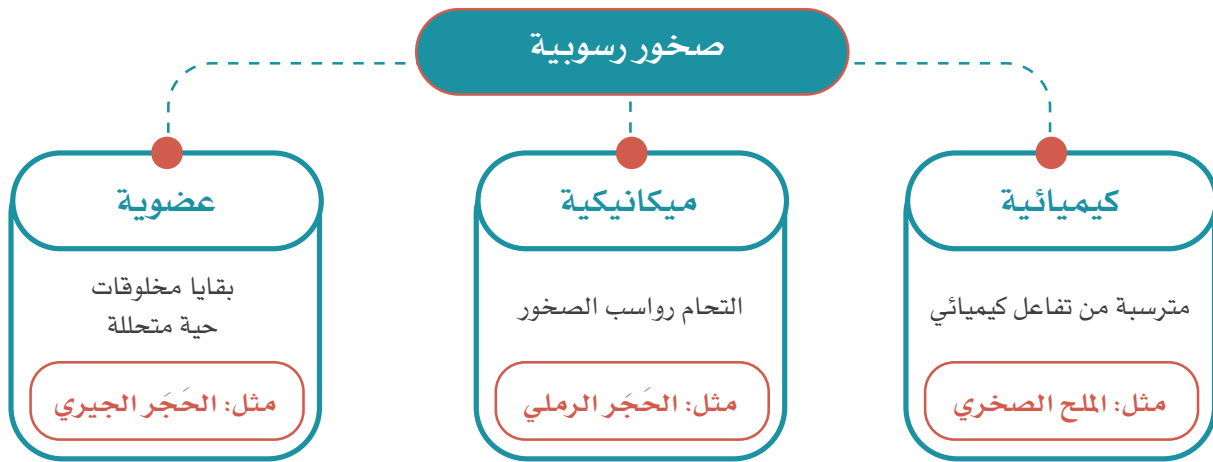 صخور رسوبية
كيميائية
مترسبة من تفاعل كيميائي
مثل: الملح الصخري
ميكانيكية
التحام رواسب الصخور
مثل: الحَجَر الرملي
عضوية
بقايا مخلوقات
حية متحللة
مثل: الحَجَر الجيري